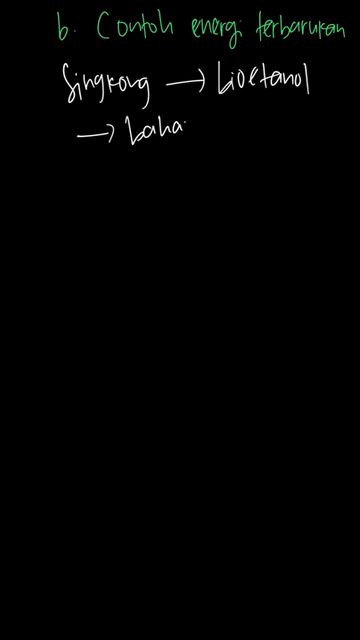 b. Contoh energi terbarukan
Singkong → bioetanol
→ baha